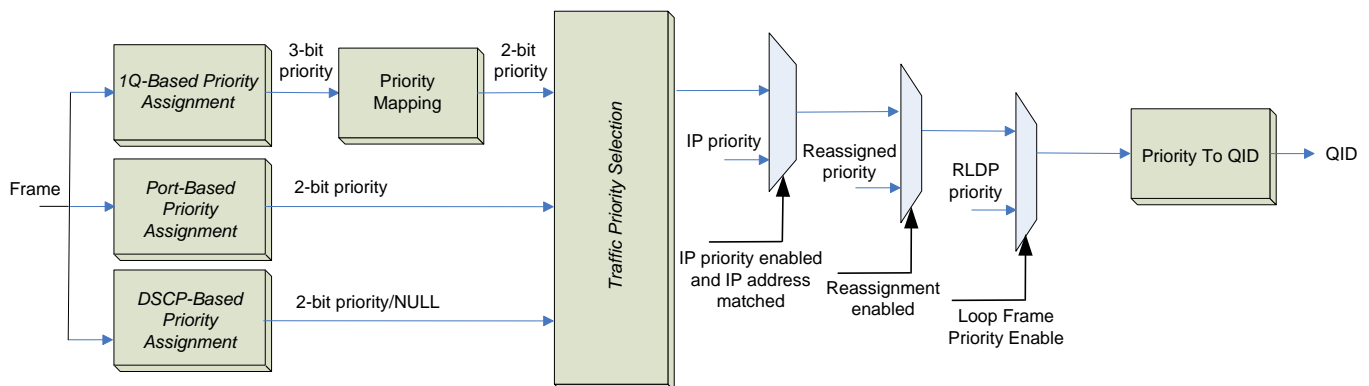 1Q-Based Priority
Assignment
3-bit
priority
Priority
Mapping
2-bit
priority
Frame
Port-Based
Priority
Assignment
2-bit priority
DSCP-Based
Priority
Assignment
2-bit priority/NULL
Traffic Priority Selection
IP priority
IP priority enabled
and IP address
matched
Reassigned
priority
Reassignment
enabled
RLDP
priority
Loop Frame
Priority Enable
Priority To QID
QID